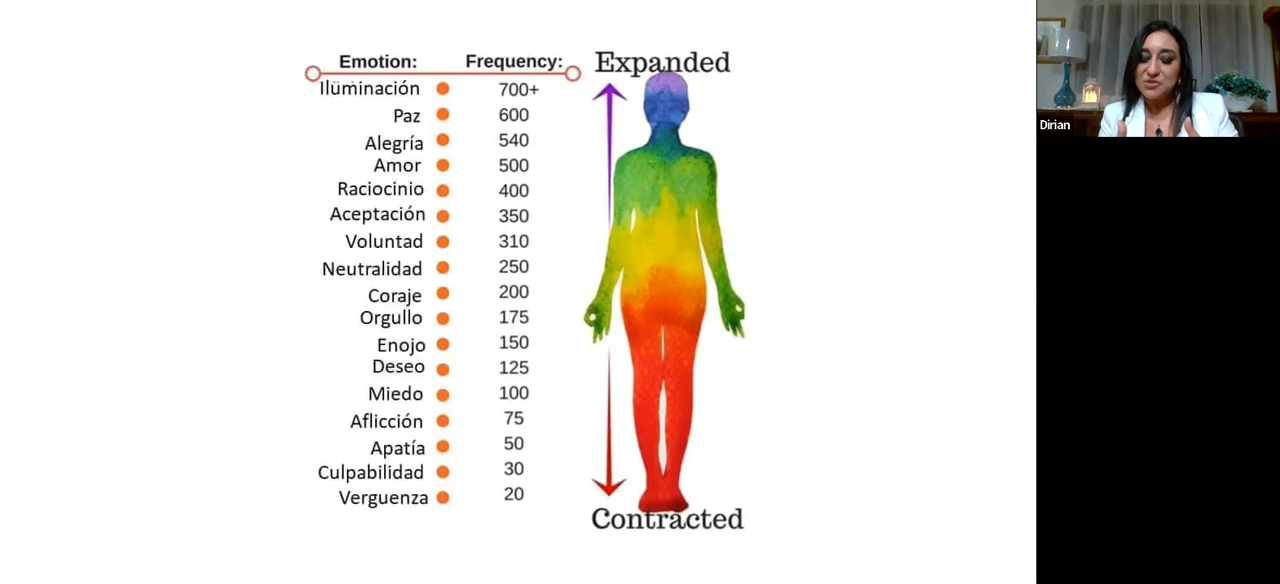 Emotion: Frequency:
Ilúminación 700+
Paz 600
Alegría 540
Amor 500
Raciocinio 400
Aceptación 350
Voluntad 310
Neutralidad 250
Coraje 200
Orgullo 175
Enojo 150
Deseo 125
Miedo 100
Aflicción 75
Apatía 50
Culpabilidad 30
Verguenza 20
Expanded
Contracted
Dirian